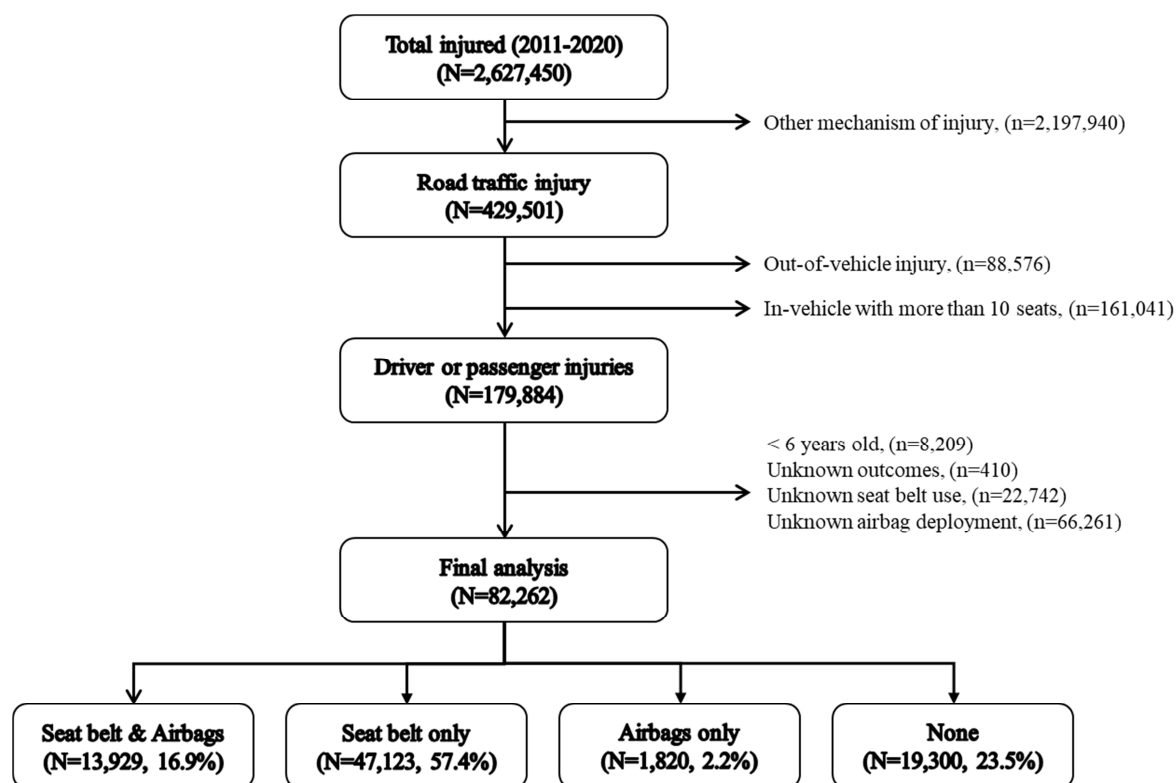 Total injured (2011-2020)
(N=2,627,450)
Other mechanism of injury, (n=2,197,940)
Road traffic injury
(N=429,501)
Out-of-vehicle injury, (n=88,576)
In-vehicle with more than 10 seats, (n=161,041)
Driver or passenger injuries
(N=179,884)
< 6 years old, (n=8,209)
Unknown outcomes, (n=410)
Unknown seat belt use, (n=22,742)
Unknown airbag deployment, (n=66,261)
Final analysis
(N=82,262)
Seat belt & Airbags
(N=13,929, 16.9%)
Seat belt only
(N=47,123, 57.4%)
Airbags only
(N=1,820, 2.2%)
None
(N=19,300, 23.5%)